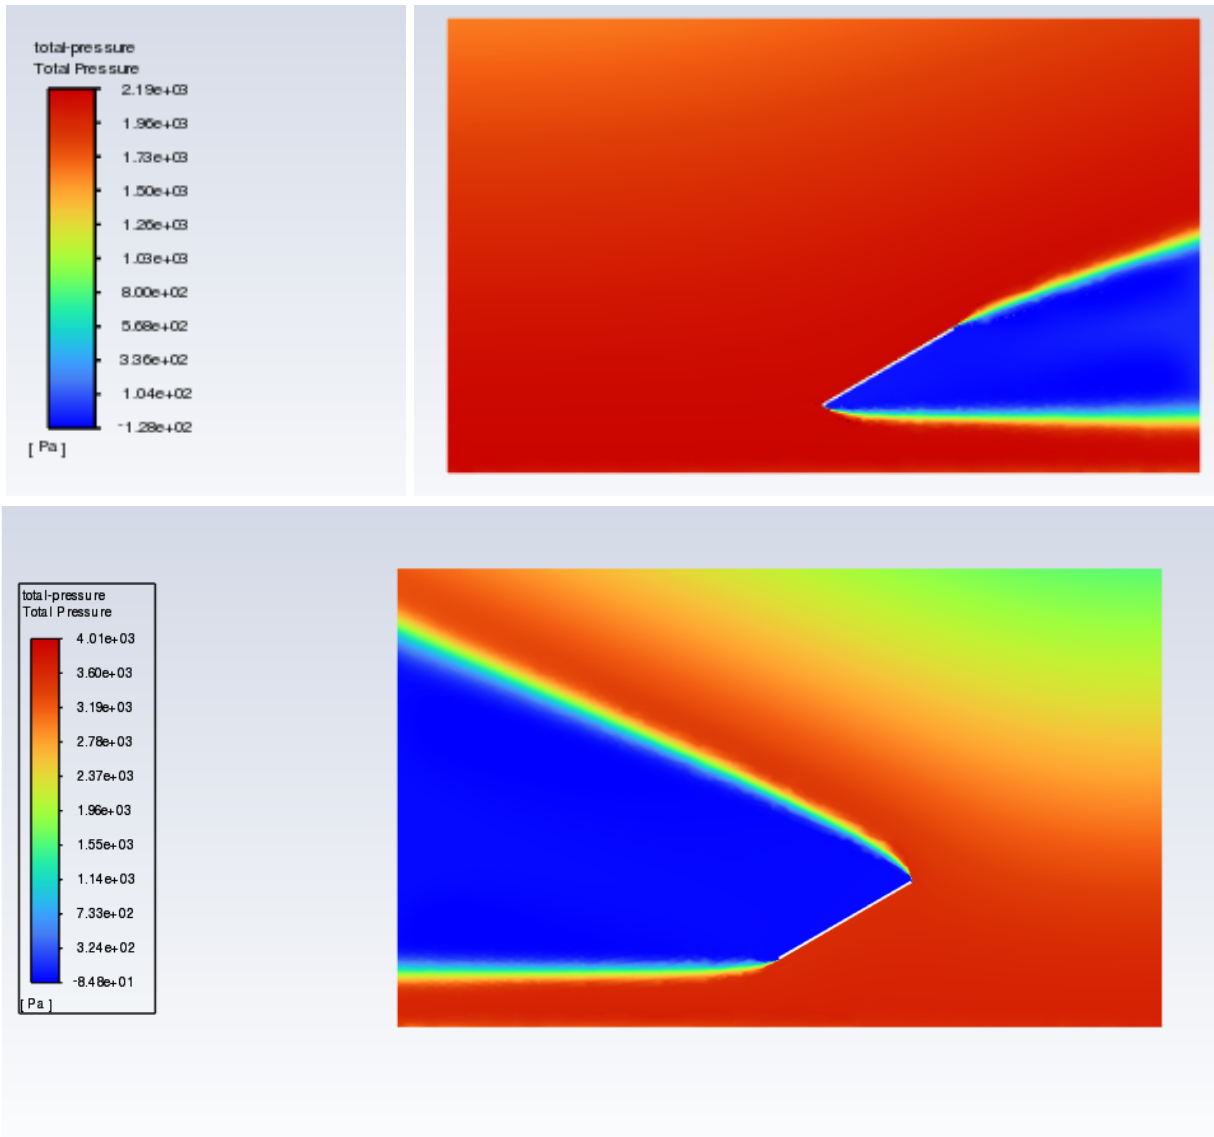 total-pressure
Total Pressure
2.19e+03
1.96e+03
1.73e+03
1.50e+03
1.26e+03
1.03e+03
8.00e+02
5.68e+02
3.36e+02
1.04e+02
-1.28e+02
[ Pa ]
total-pressure
Total Pressure
4.01e+03
3.60e+03
3.19e+03
2.78e+03
2.37e+03
1.96e+03
1.55e+03
1.14e+03
7.33e+02
3.24e+02
-8.48e+01
[ Pa ]